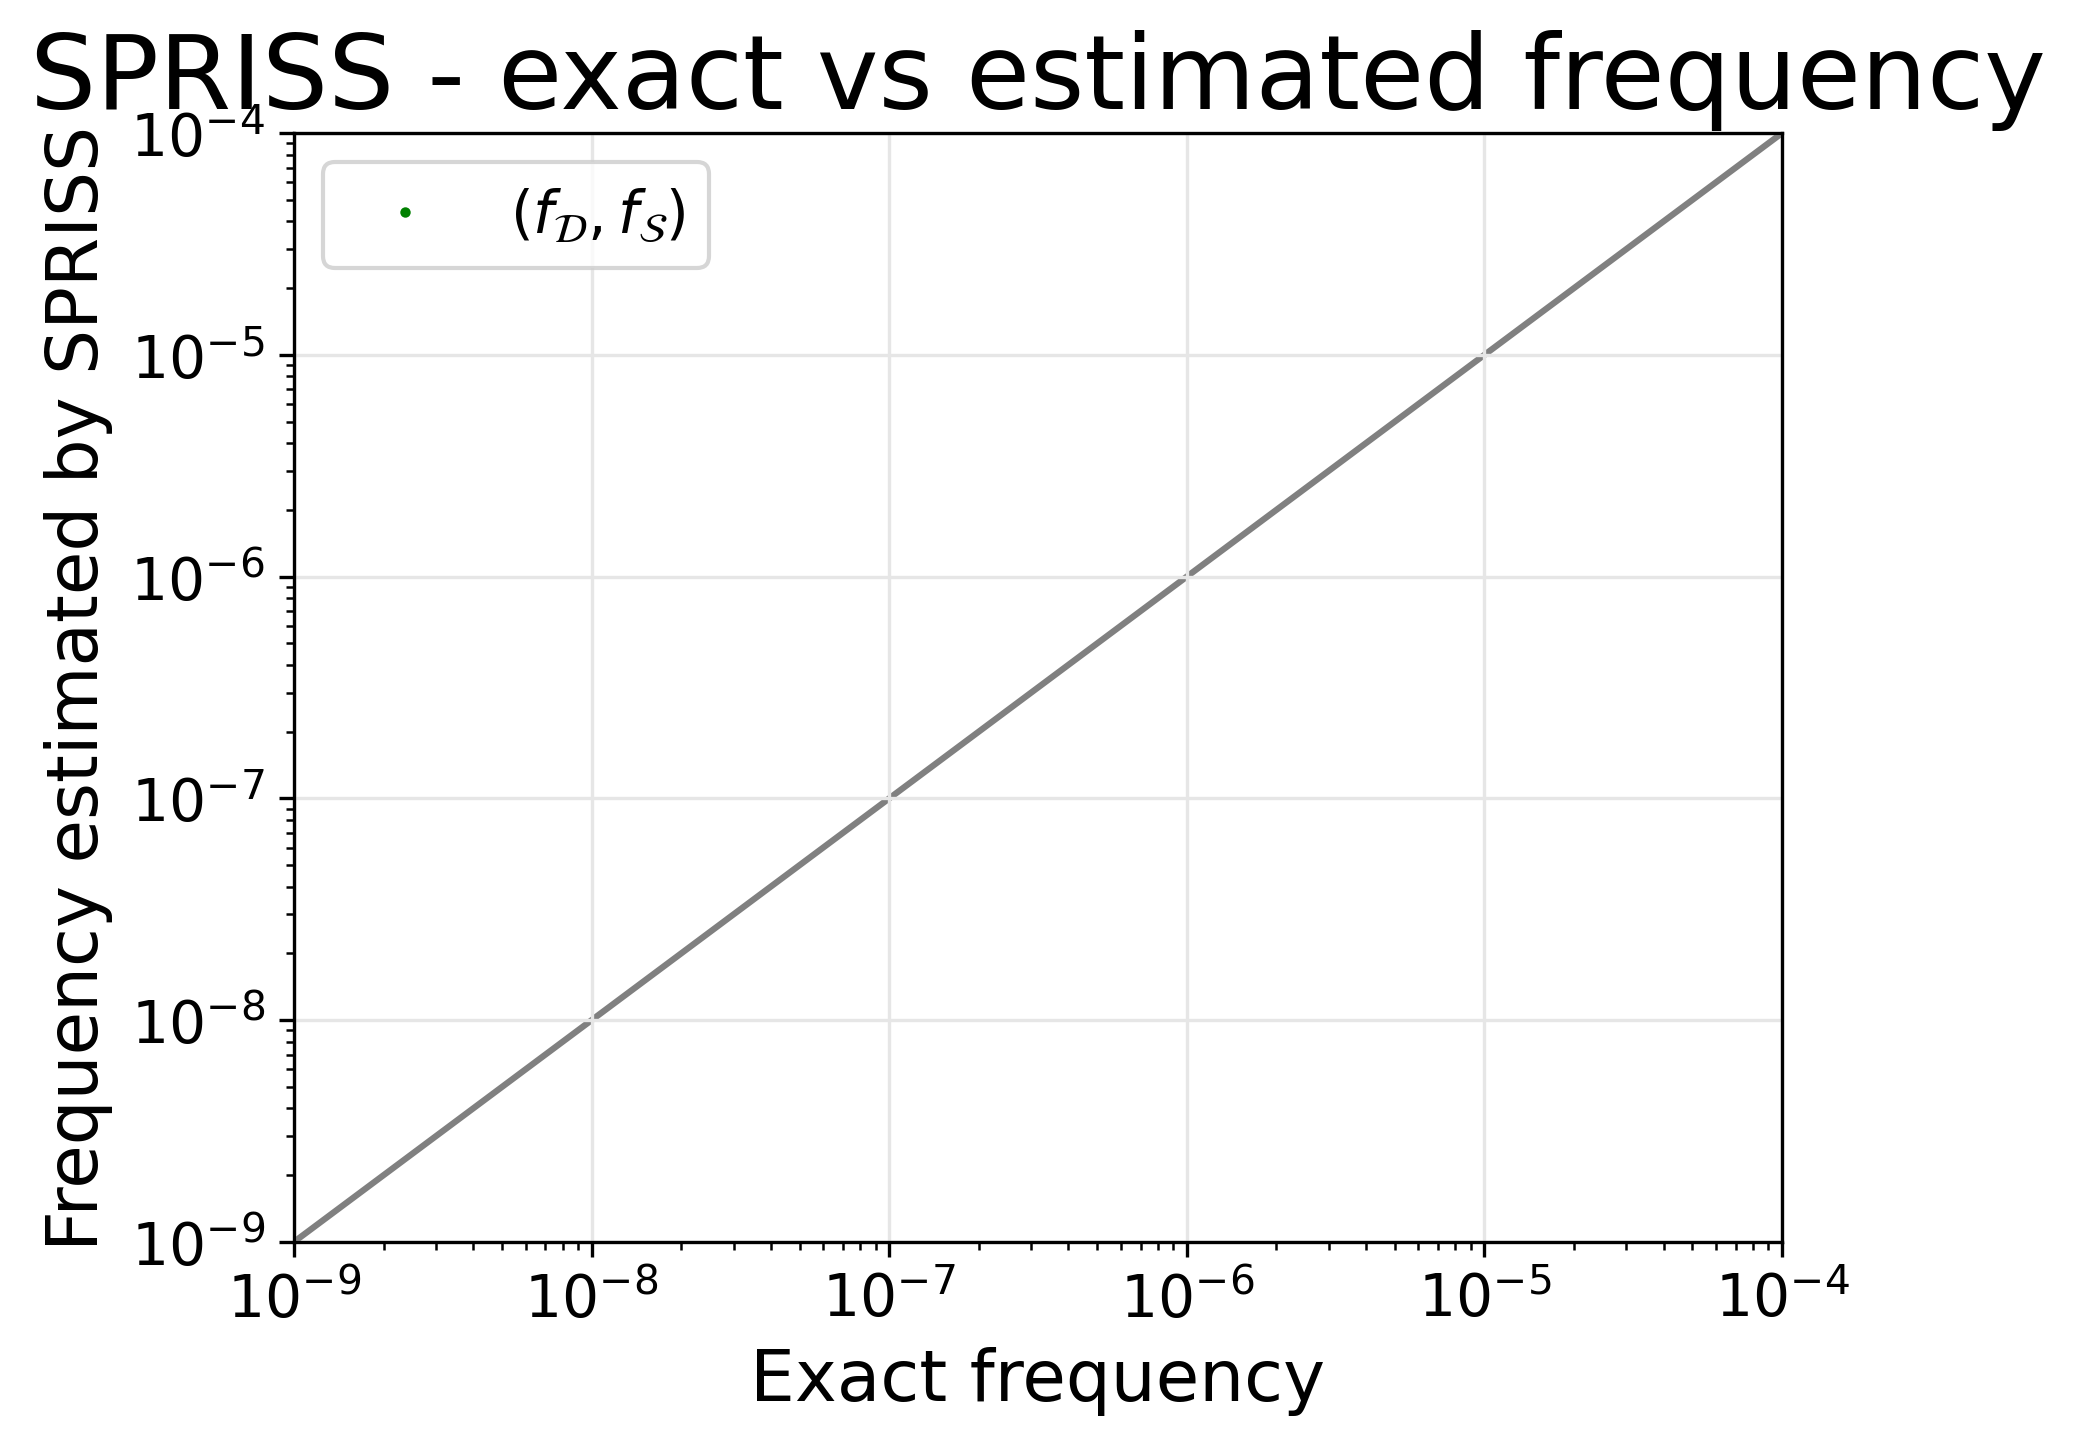 SPRISS - exact vs estimated frequency
Frequency estimated by SPRISS
10⁻⁴
10⁻⁵
10⁻⁶
10⁻⁷
10⁻⁸
10⁻⁹
(f_𝒟, f_𝒮)
10⁻⁹ 10⁻⁸ 10⁻⁷ 10⁻⁶ 10⁻⁵ 10⁻⁴
Exact frequency